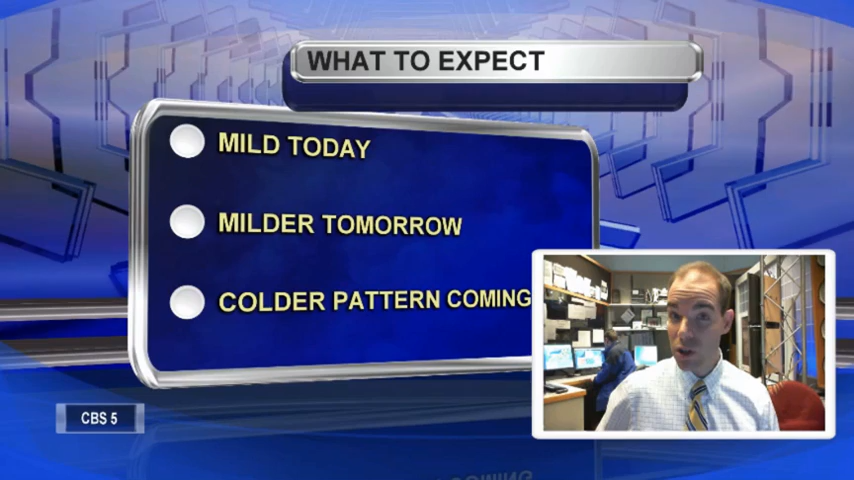 WHAT TO EXPECT
MILD TODAY
MILDER TOMORROW
COLDER PATTERN COMING
CBS 5